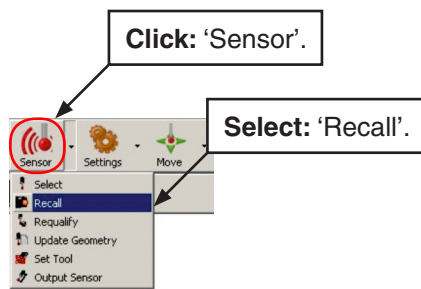 Click: ‘Sensor’.
Select: ‘Recall’.
Sensor
Settings
Move
Select
Recall
Requalify
Update Geometry
Set Tool
Output Sensor